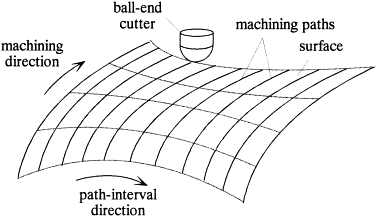 ball-end
cutter
machining paths
surface
machining
direction
path-interval
direction